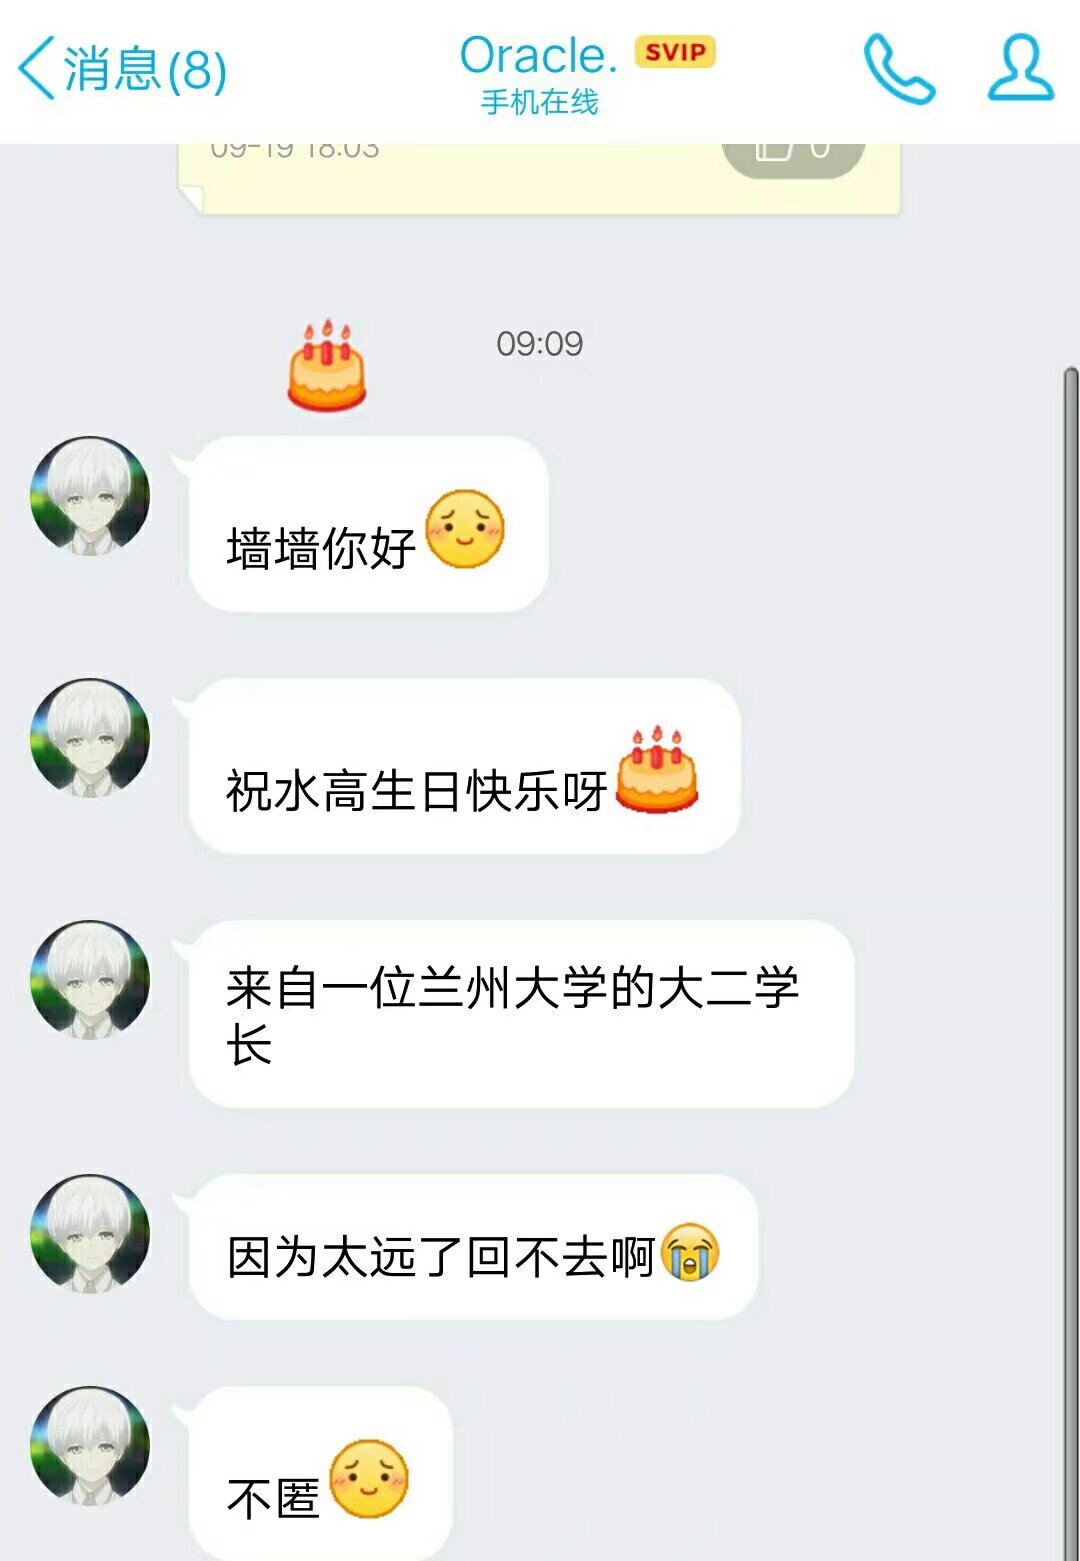 消息(8)
Oracle.
SVIP
手机在线
09-19 18:03
0
09:09
墙墙你好
祝水高生日快乐呀
来自一位兰州大学的大二学
长
因为太远了回不去啊
不匿